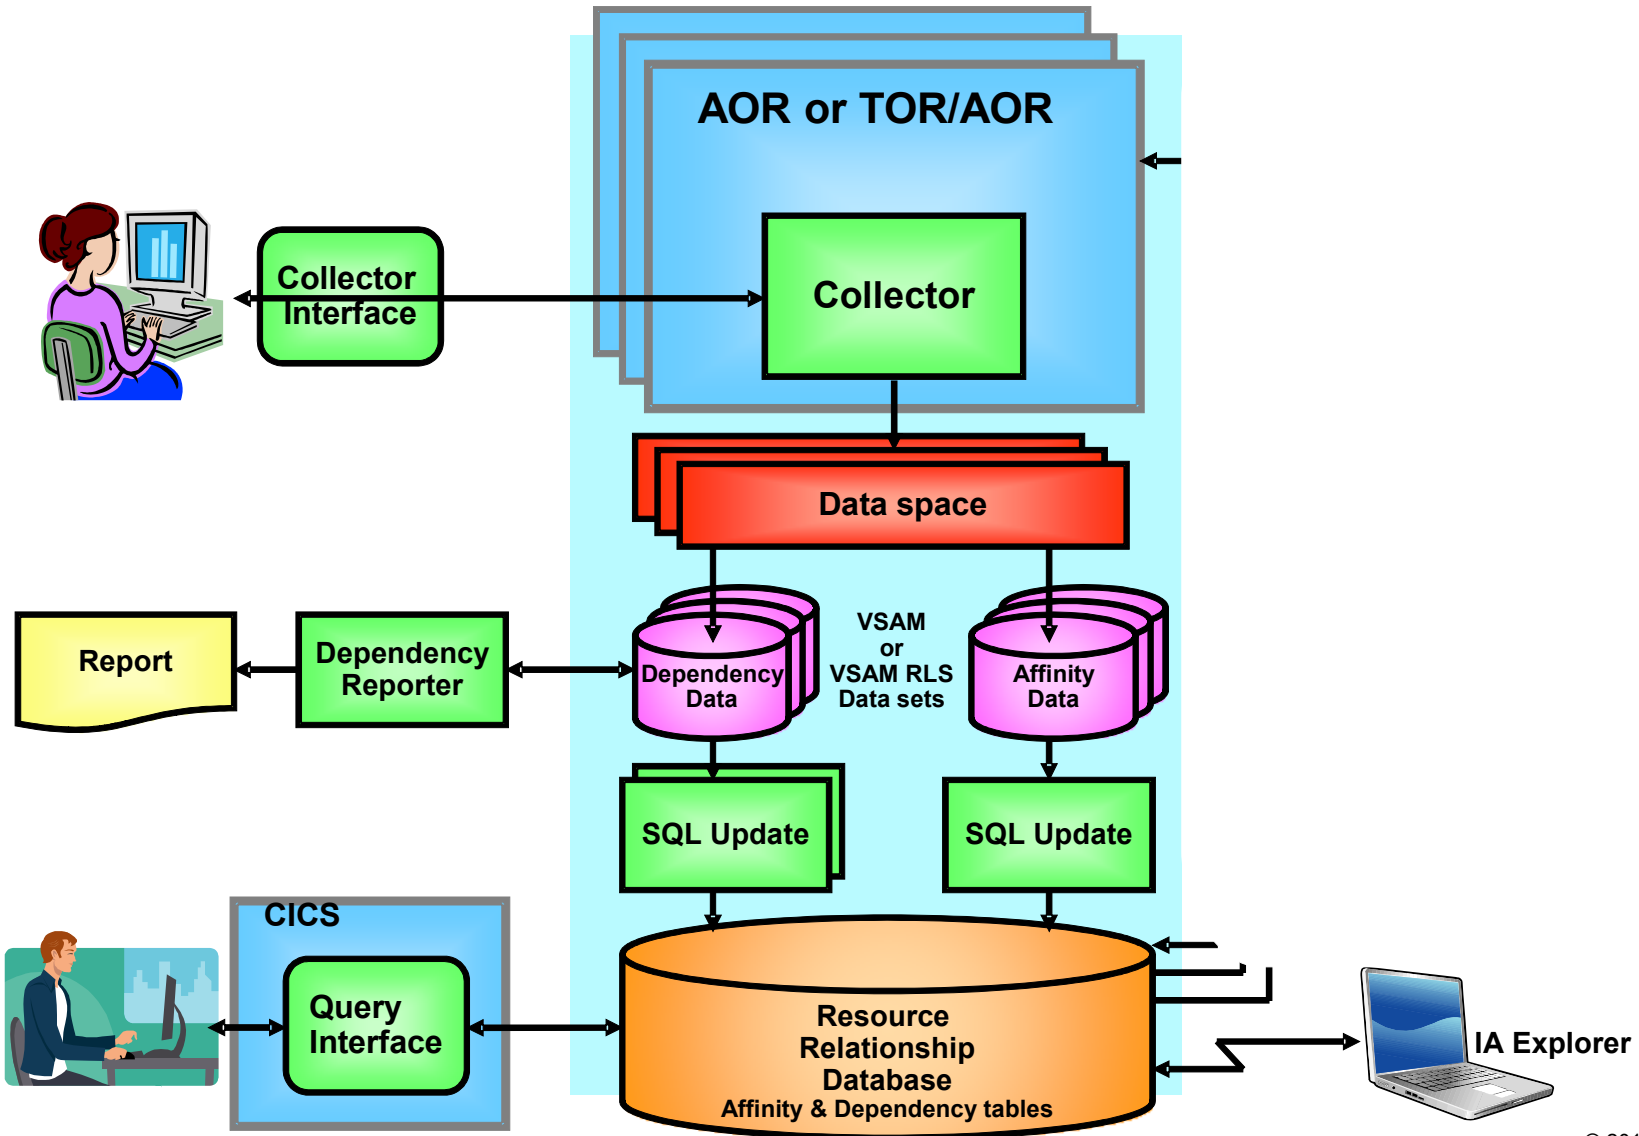 AOR or TOR/AOR
Collector
Interface
Collector
Data space
Report
Dependency
Reporter
Dependency
Data
VSAM
or
VSAM RLS
Data sets
Affinity
Data
SQL Update
SQL Update
CICS
Query
Interface
Resource
Relationship
Database
Affinity & Dependency tables
IA Explorer